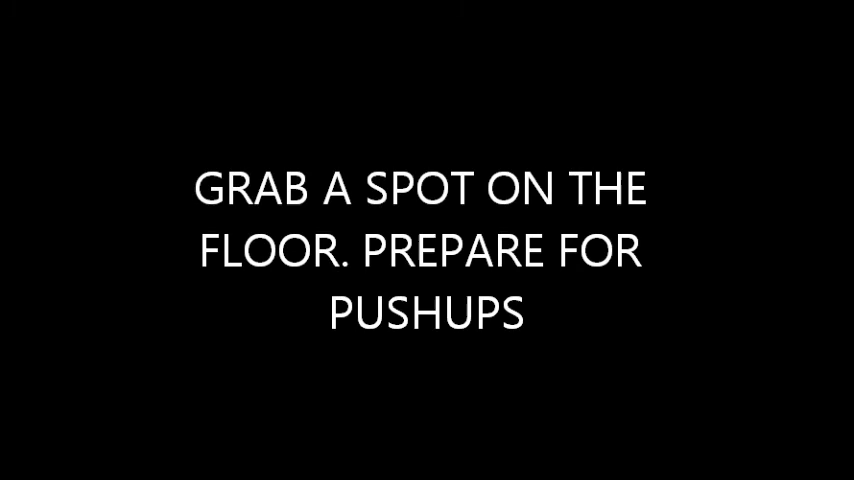 GRAB A SPOT ON THE
FLOOR. PREPARE FOR
PUSHUPS